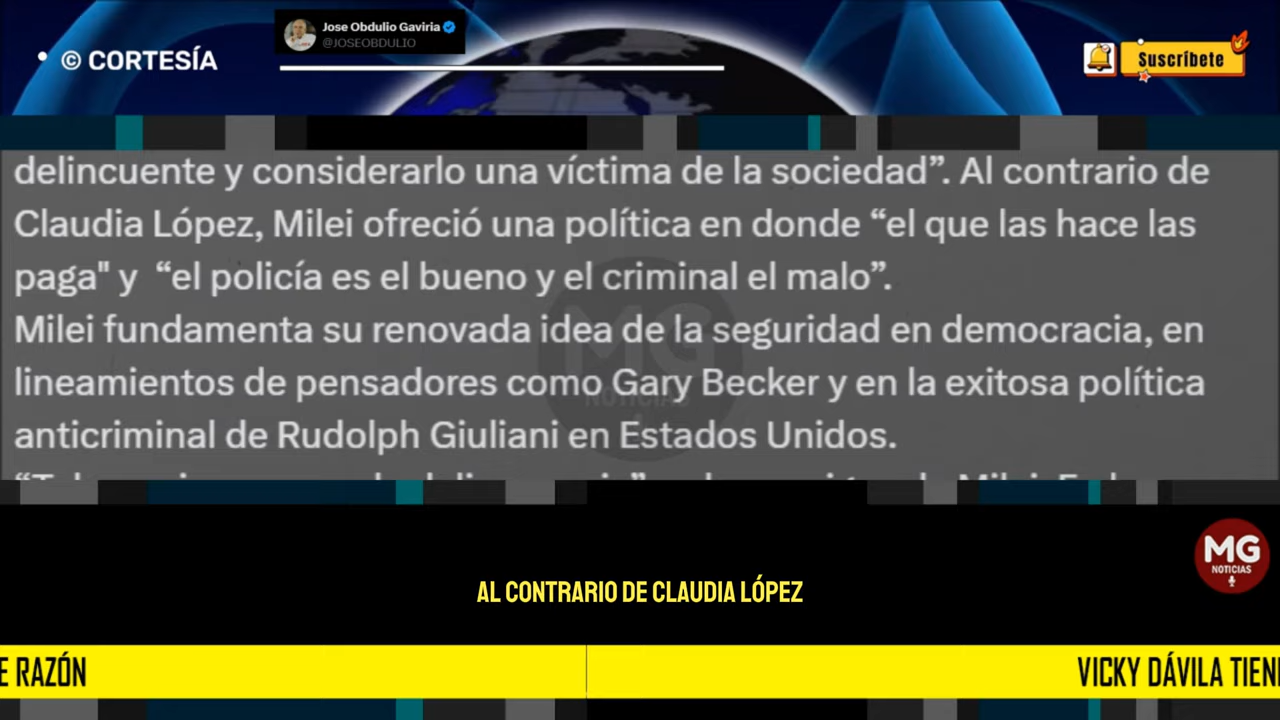 © CORTESÍA
Jose Obdulio Gaviria
@JOSEOBDULIO
Suscríbete
delincuente y considerarlo una víctima de la sociedad”. Al contrario de
Claudia López, Milei ofreció una política en donde “el que las hace las
paga" y “el policía es el bueno y el criminal el malo”.
Milei fundamenta su renovada idea de la seguridad en democracia, en
lineamientos de pensadores como Gary Becker y en la exitosa política
anticriminal de Rudolph Giuliani en Estados Unidos.
MG
NOTICIAS
MG
NOTICIAS
AL CONTRARIO DE CLAUDIA LÓPEZ
E RAZÓN
VICKY DÁVILA TIEN